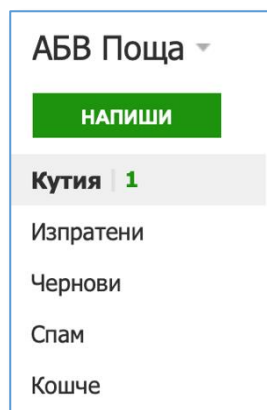 АБВ Поща
НАПИШИ
Кутия 1
Изпратени
Чернови
Спам
Кошче